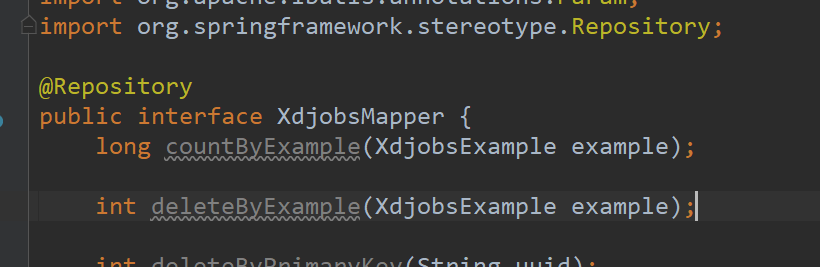 import org.apache.ibatis.annotations.Param;
import org.springframework.stereotype.Repository;
@Repository
public interface XdjobsMapper {
long countByExample(XdjobsExample example);
int deleteByExample(XdjobsExample example);
int deleteByPrimaryKey(String uuid);